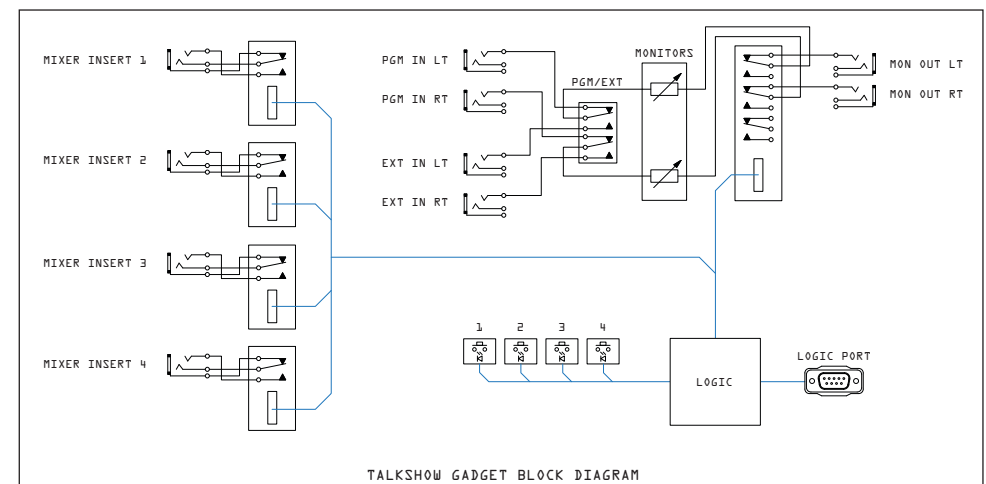 MIXER INSERT 1
MIXER INSERT 2
MIXER INSERT 3
MIXER INSERT 4
PGM IN LT
PGM IN RT
EXT IN LT
EXT IN RT
PGM/EXT
MONITORS
MON OUT LT
MON OUT RT
1 2 3 4
LOGIC
LOGIC PORT
TALKSHOW GADGET BLOCK DIAGRAM